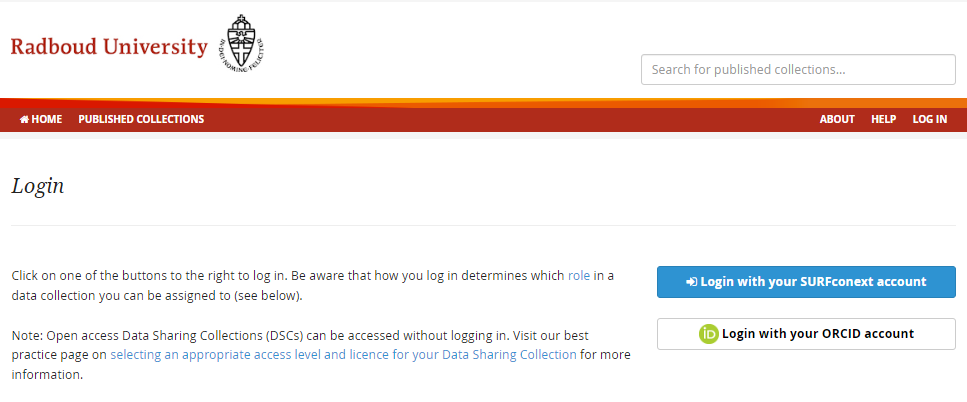 Radboud University
IN·DEI·NOMINE·FELICITER
Search for published collections...
HOME PUBLISHED COLLECTIONS ABOUT HELP LOG IN
Login
Click on one of the buttons to the right to log in. Be aware that how you log in determines which role in a
data collection you can be assigned to (see below).
Login with your SURFconext account
Note: Open access Data Sharing Collections (DSCs) can be accessed without logging in. Visit our best
practice page on selecting an appropriate access level and licence for your Data Sharing Collection for more
information.
iD Login with your ORCID account